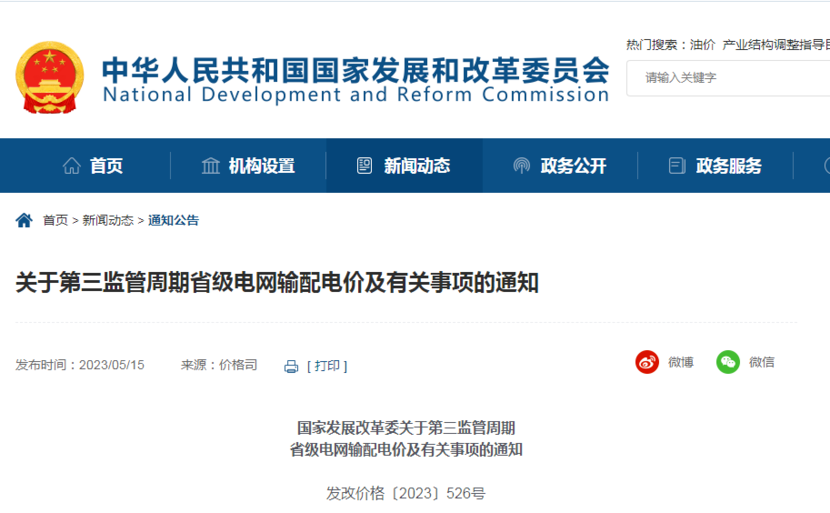 热门搜索：油价 产业结构调整指导
中华人民共和国国家发展和改革委员会
National Development and Reform Commission
请输入关键字
首页
机构设置
新闻动态
政务公开
政务服务
首页 > 新闻动态 > 通知公告
关于第三监管周期省级电网输配电价及有关事项的通知
发布时间：2023/05/15 来源：价格司 [ 打印 ] 微博 微信
国家发展改革委关于第三监管周期
省级电网输配电价及有关事项的通知
发改价格〔2023〕526号